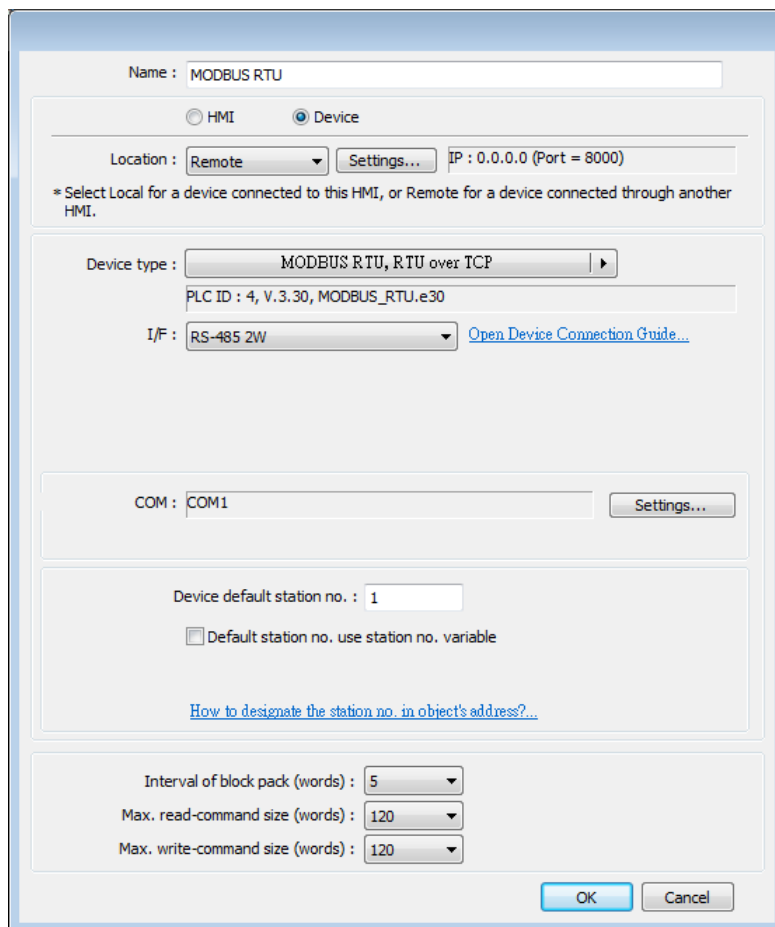 Name : MODBUS RTU
HMI Device
Location : Remote Settings... IP : 0.0.0.0 (Port = 8000)
* Select Local for a device connected to this HMI, or Remote for a device connected through another
HMI.
Device type : MODBUS RTU, RTU over TCP
PLC ID : 4, V.3.30, MODBUS_RTU.e30
I/F : RS-485 2W Open Device Connection Guide...
COM : COM1 Settings...
Device default station no. : 1
Default station no. use station no. variable
How to designate the station no. in object's address?...
Interval of block pack (words) : 5
Max. read-command size (words) : 120
Max. write-command size (words) : 120
OK Cancel